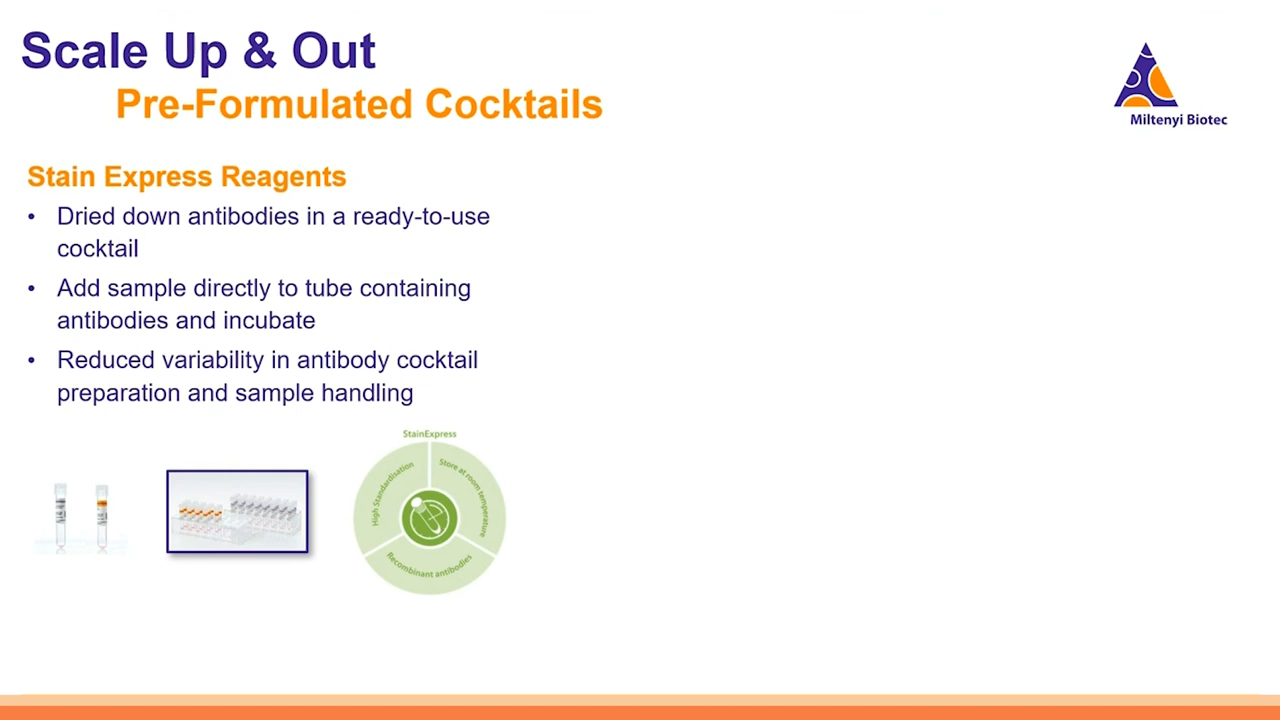 Scale Up & Out
Pre-Formulated Cocktails
Miltenyi Biotec
Stain Express Reagents
• Dried down antibodies in a ready-to-use
cocktail
• Add sample directly to tube containing
antibodies and incubate
• Reduced variability in antibody cocktail
preparation and sample handling
StainExpress
High Standardisation
Store at room temperature
Recombinant antibodies